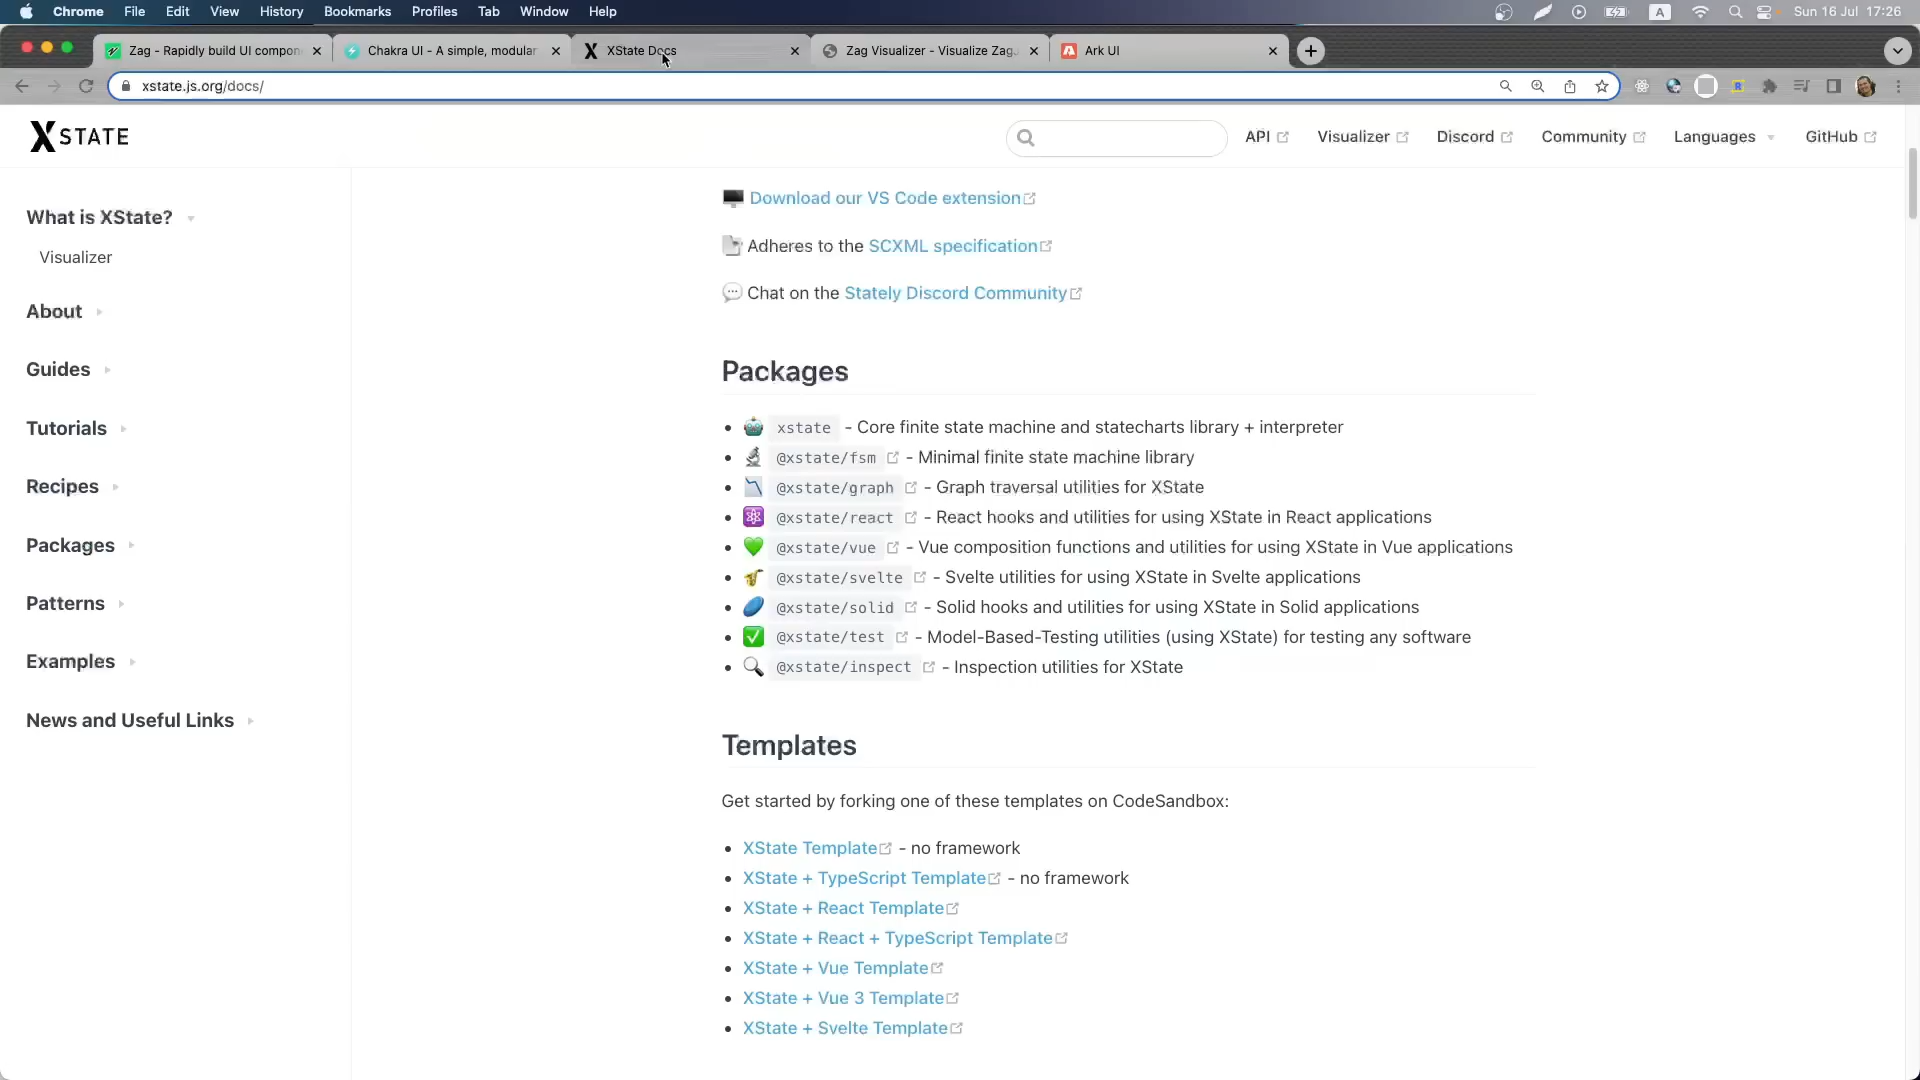 Chrome File Edit View History Bookmarks Profiles Tab Window Help A Sun 16 Jul 17:26
Zag - Rapidly build UI compon Chakra UI - A simple, modular XState Docs Zag Visualizer - Visualize Zag. Ark UI
xstate.js.org/docs/
XSTATE API Visualizer Discord Community Languages GitHub
What is XState?
Visualizer
About
Guides
Tutorials
Recipes
Packages
Patterns
Examples
News and Useful Links
Download our VS Code extension
Adheres to the SCXML specification
Chat on the Stately Discord Community
Packages
xstate - Core finite state machine and statecharts library + interpreter
@xstate/fsm - Minimal finite state machine library
@xstate/graph - Graph traversal utilities for XState
@xstate/react - React hooks and utilities for using XState in React applications
@xstate/vue - Vue composition functions and utilities for using XState in Vue applications
@xstate/svelte - Svelte utilities for using XState in Svelte applications
@xstate/solid - Solid hooks and utilities for using XState in Solid applications
@xstate/test - Model-Based-Testing utilities (using XState) for testing any software
@xstate/inspect - Inspection utilities for XState
Templates
Get started by forking one of these templates on CodeSandbox:
XState Template - no framework
XState + TypeScript Template - no framework
XState + React Template
XState + React + TypeScript Template
XState + Vue Template
XState + Vue 3 Template
XState + Svelte Template